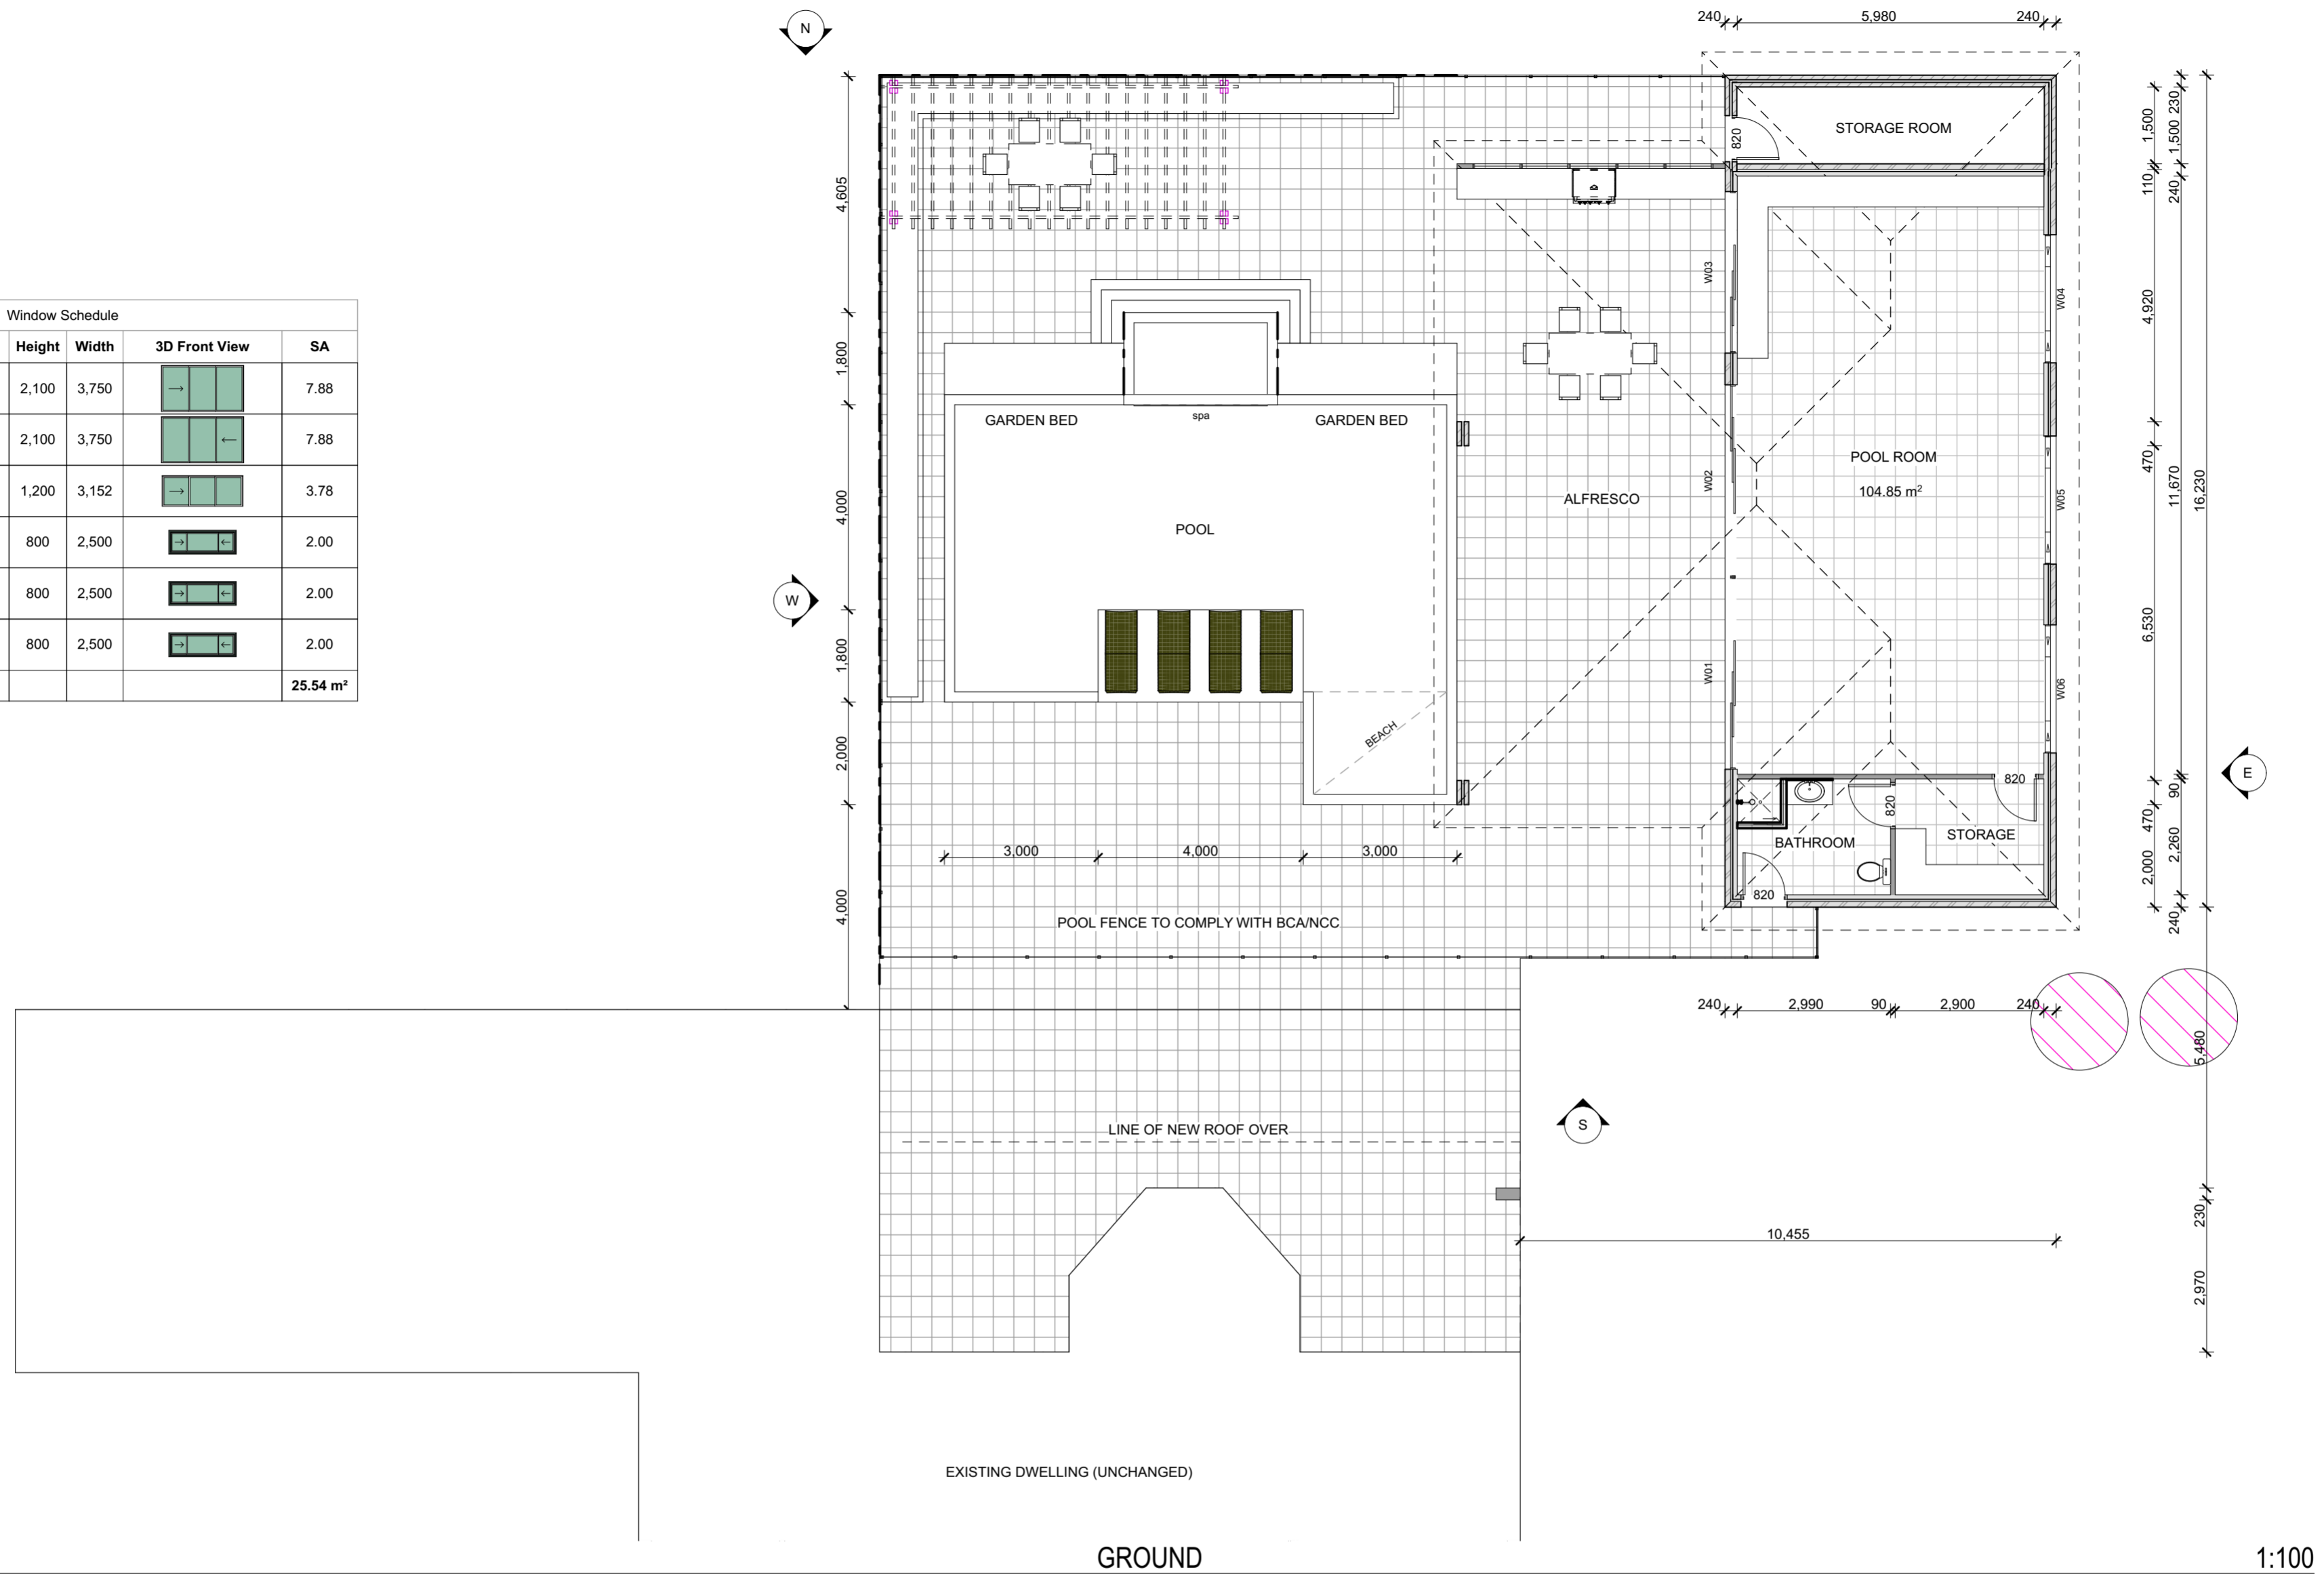 N
240
5,980
240
STORAGE ROOM
820
1,500
230
1,500
110
240
4,605
W03
W04
4,920
Window Schedule
Height Width 3D Front View SA
2,100 3,750 7.88
2,100 3,750 7.88
1,200 3,152 3.78
800 2,500 2.00
800 2,500 2.00
800 2,500 2.00
25.54 m²
1,800
GARDEN BED
spa
GARDEN BED
POOL ROOM
104.85 m²
470
11,670
16,230
4,000
W02
ALFRESCO
W05
POOL
W
1,800
6,530
W01
W06
BEACH
2,000
E
820
90
820
BATHROOM
STORAGE
470
2,260
2,000
3,000
4,000
3,000
820
4,000
240
POOL FENCE TO COMPLY WITH BCA/NCC
240
2,990
90
2,900
240
5,480
LINE OF NEW ROOF OVER
S
230
10,455
2,970
EXISTING DWELLING (UNCHANGED)
GROUND
1:100